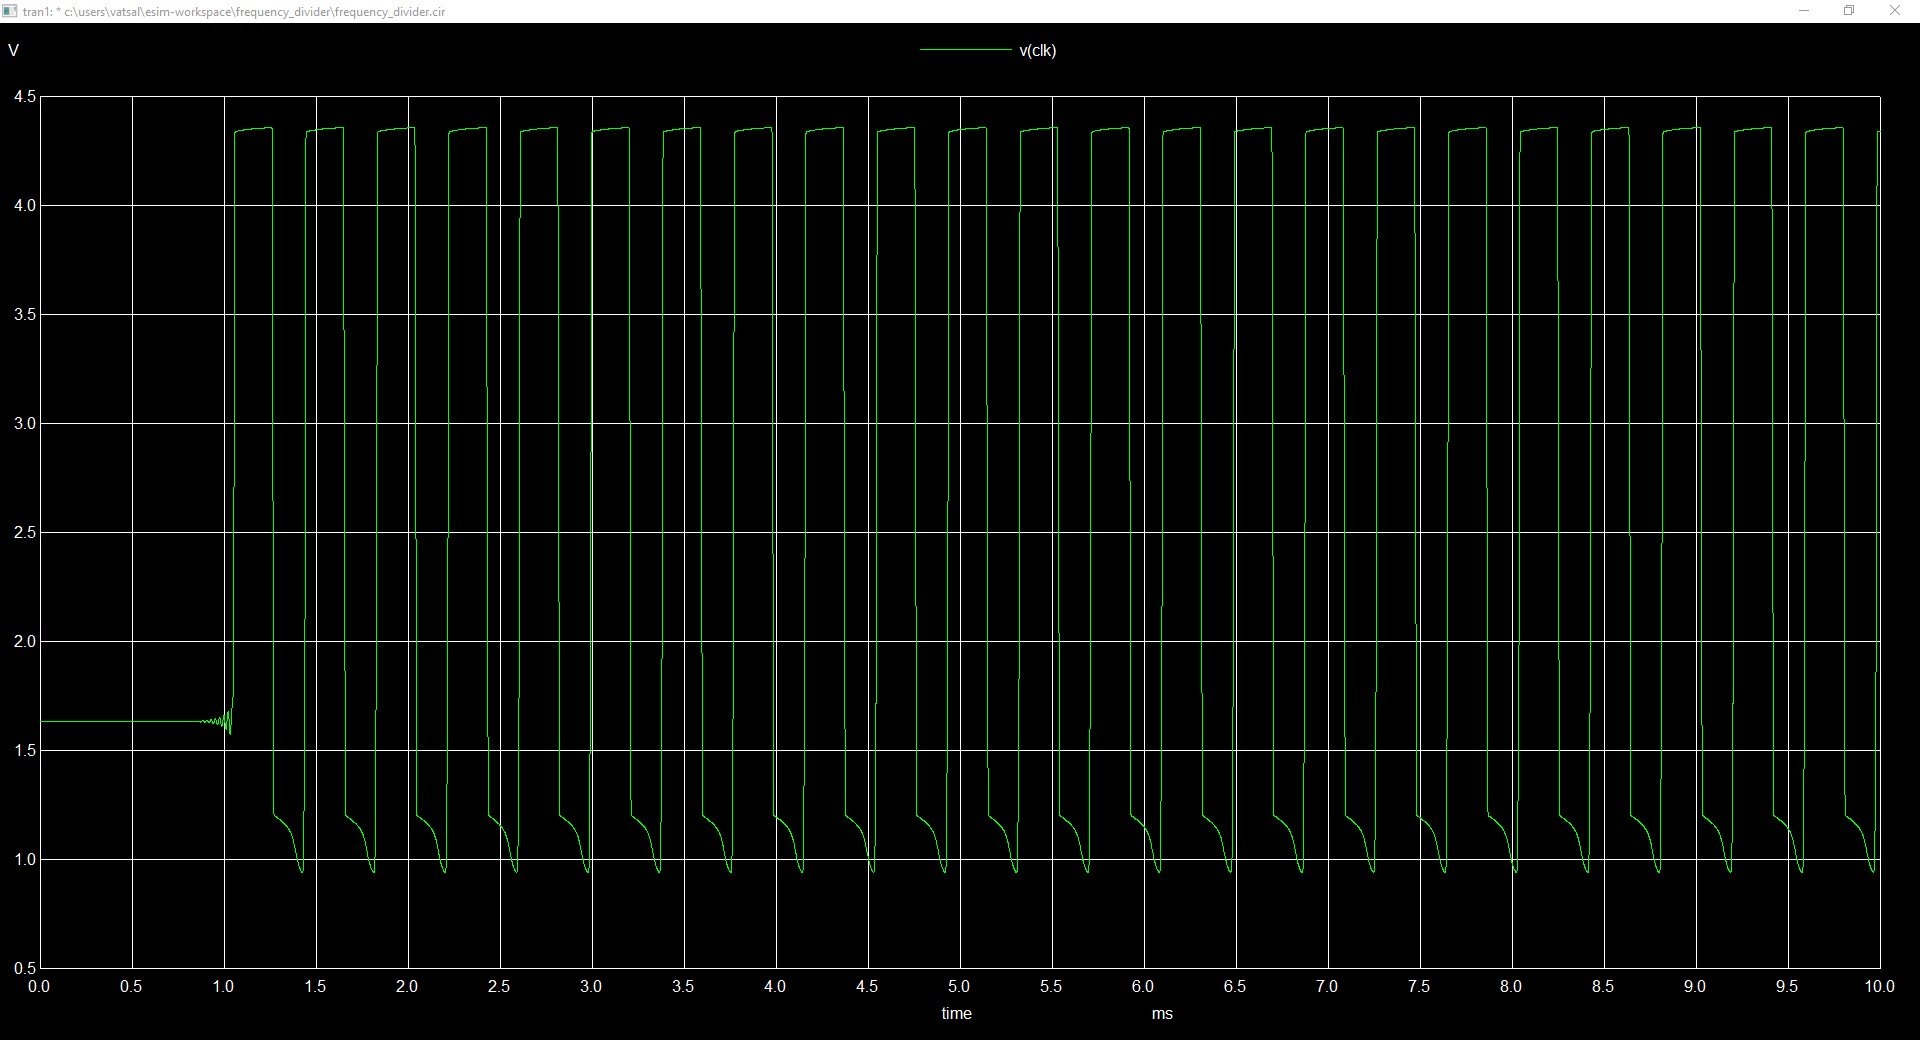 tran1: * c:\users\vatsal\esim-workspace\frequency_divider\frequency_divider.cir
V
v(clk)
4.5
4.0
3.5
3.0
2.5
2.0
1.5
1.0
0.5
0.0 0.5 1.0 1.5 2.0 2.5 3.0 3.5 4.0 4.5 5.0 5.5 6.0 6.5 7.0 7.5 8.0 8.5 9.0 9.5 10.0
time ms